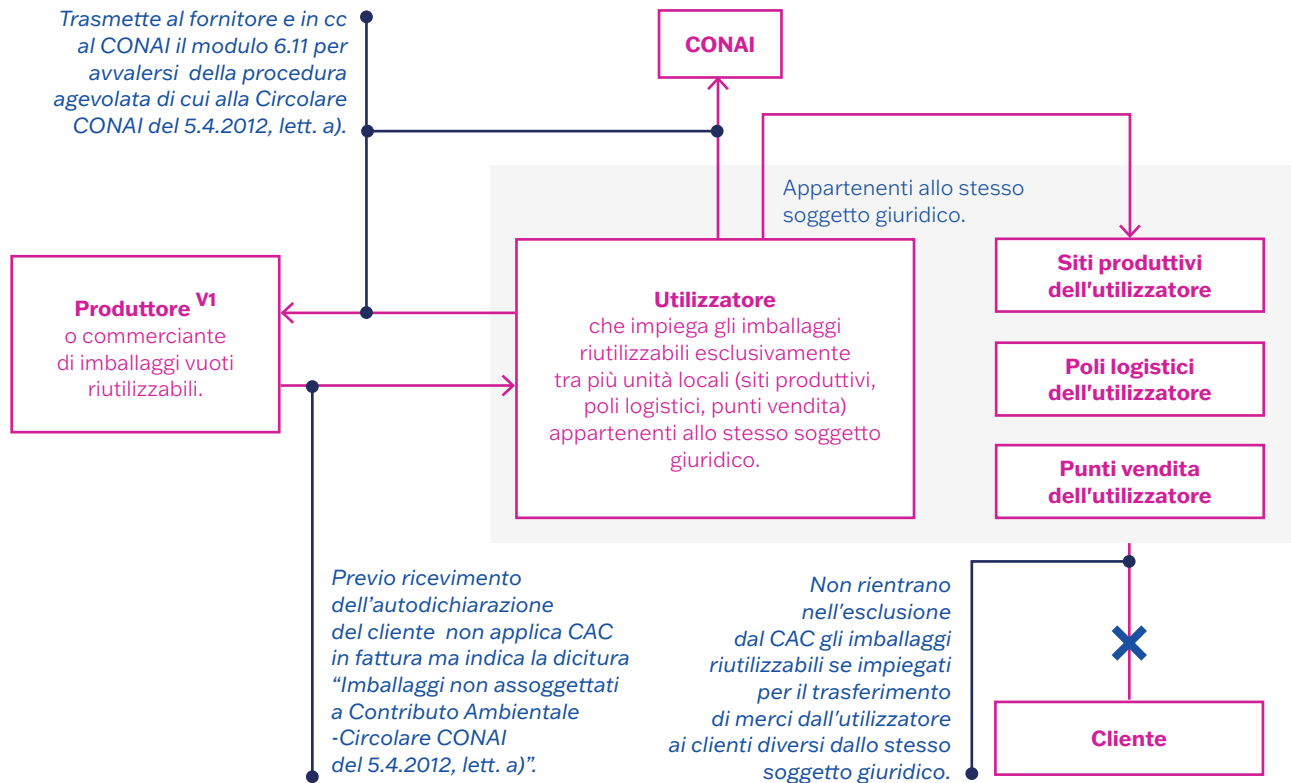 Trasmette al fornitore e in cc
al CONAI il modulo 6.11 per
avvalersi della procedura
agevolata di cui alla Circolare
CONAI del 5.4.2012, lett. a).
CONAI
Appartenenti allo stesso
soggetto giuridico.
Produttore V1
o commerciante
di imballaggi vuoti
riutilizzabili.
Utilizzatore
che impiega gli imballaggi
riutilizzabili esclusivamente
tra più unità locali (siti produttivi,
poli logistici, punti vendita)
appartenenti allo stesso soggetto
giuridico.
Siti produttivi
dell'utilizzatore
Poli logistici
dell'utilizzatore
Punti vendita
dell'utilizzatore
Previo ricevimento
dell’autodichiarazione
del cliente non applica CAC
in fattura ma indica la dicitura
“Imballaggi non assoggettati
a Contributo Ambientale
-Circolare CONAI
del 5.4.2012, lett. a)”.
Non rientrano
nell’esclusione
dal CAC gli imballaggi
riutilizzabili se impiegati
per il trasferimento
di merci dall’utilizzatore
ai clienti diversi dallo stesso
soggetto giuridico.
Cliente